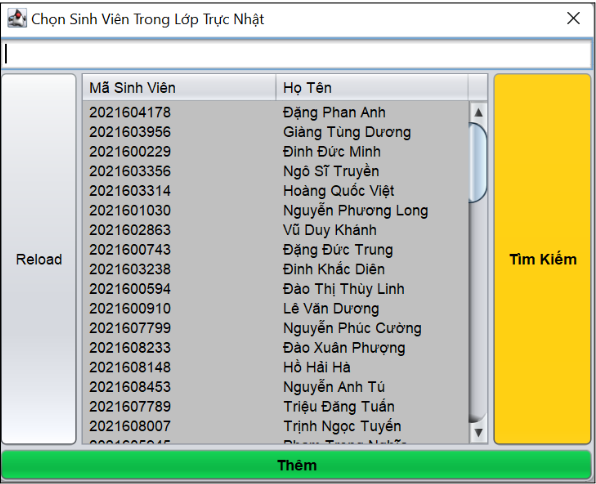 Chọn Sinh Viên Trong Lớp Trực Nhật
Mã Sinh Viên Họ Tên
2021604178 Đặng Phan Anh
2021603956 Giàng Tùng Dương
2021600229 Đinh Đức Minh
2021603356 Ngô Sĩ Truyền
2021603314 Hoàng Quốc Việt
2021601030 Nguyễn Phương Long
2021602863 Vũ Duy Khánh
2021600743 Đặng Đức Trung
Reload 2021603238 Đinh Khắc Diên Tìm Kiếm
2021600594 Đào Thị Thùy Linh
2021600910 Lê Văn Dương
2021607799 Nguyễn Phúc Cường
2021608233 Đào Xuân Phượng
2021608148 Hồ Hải Hà
2021608453 Nguyễn Anh Tú
2021607789 Triệu Đăng Tuấn
2021608007 Trịnh Ngọc Tuyến
Thêm